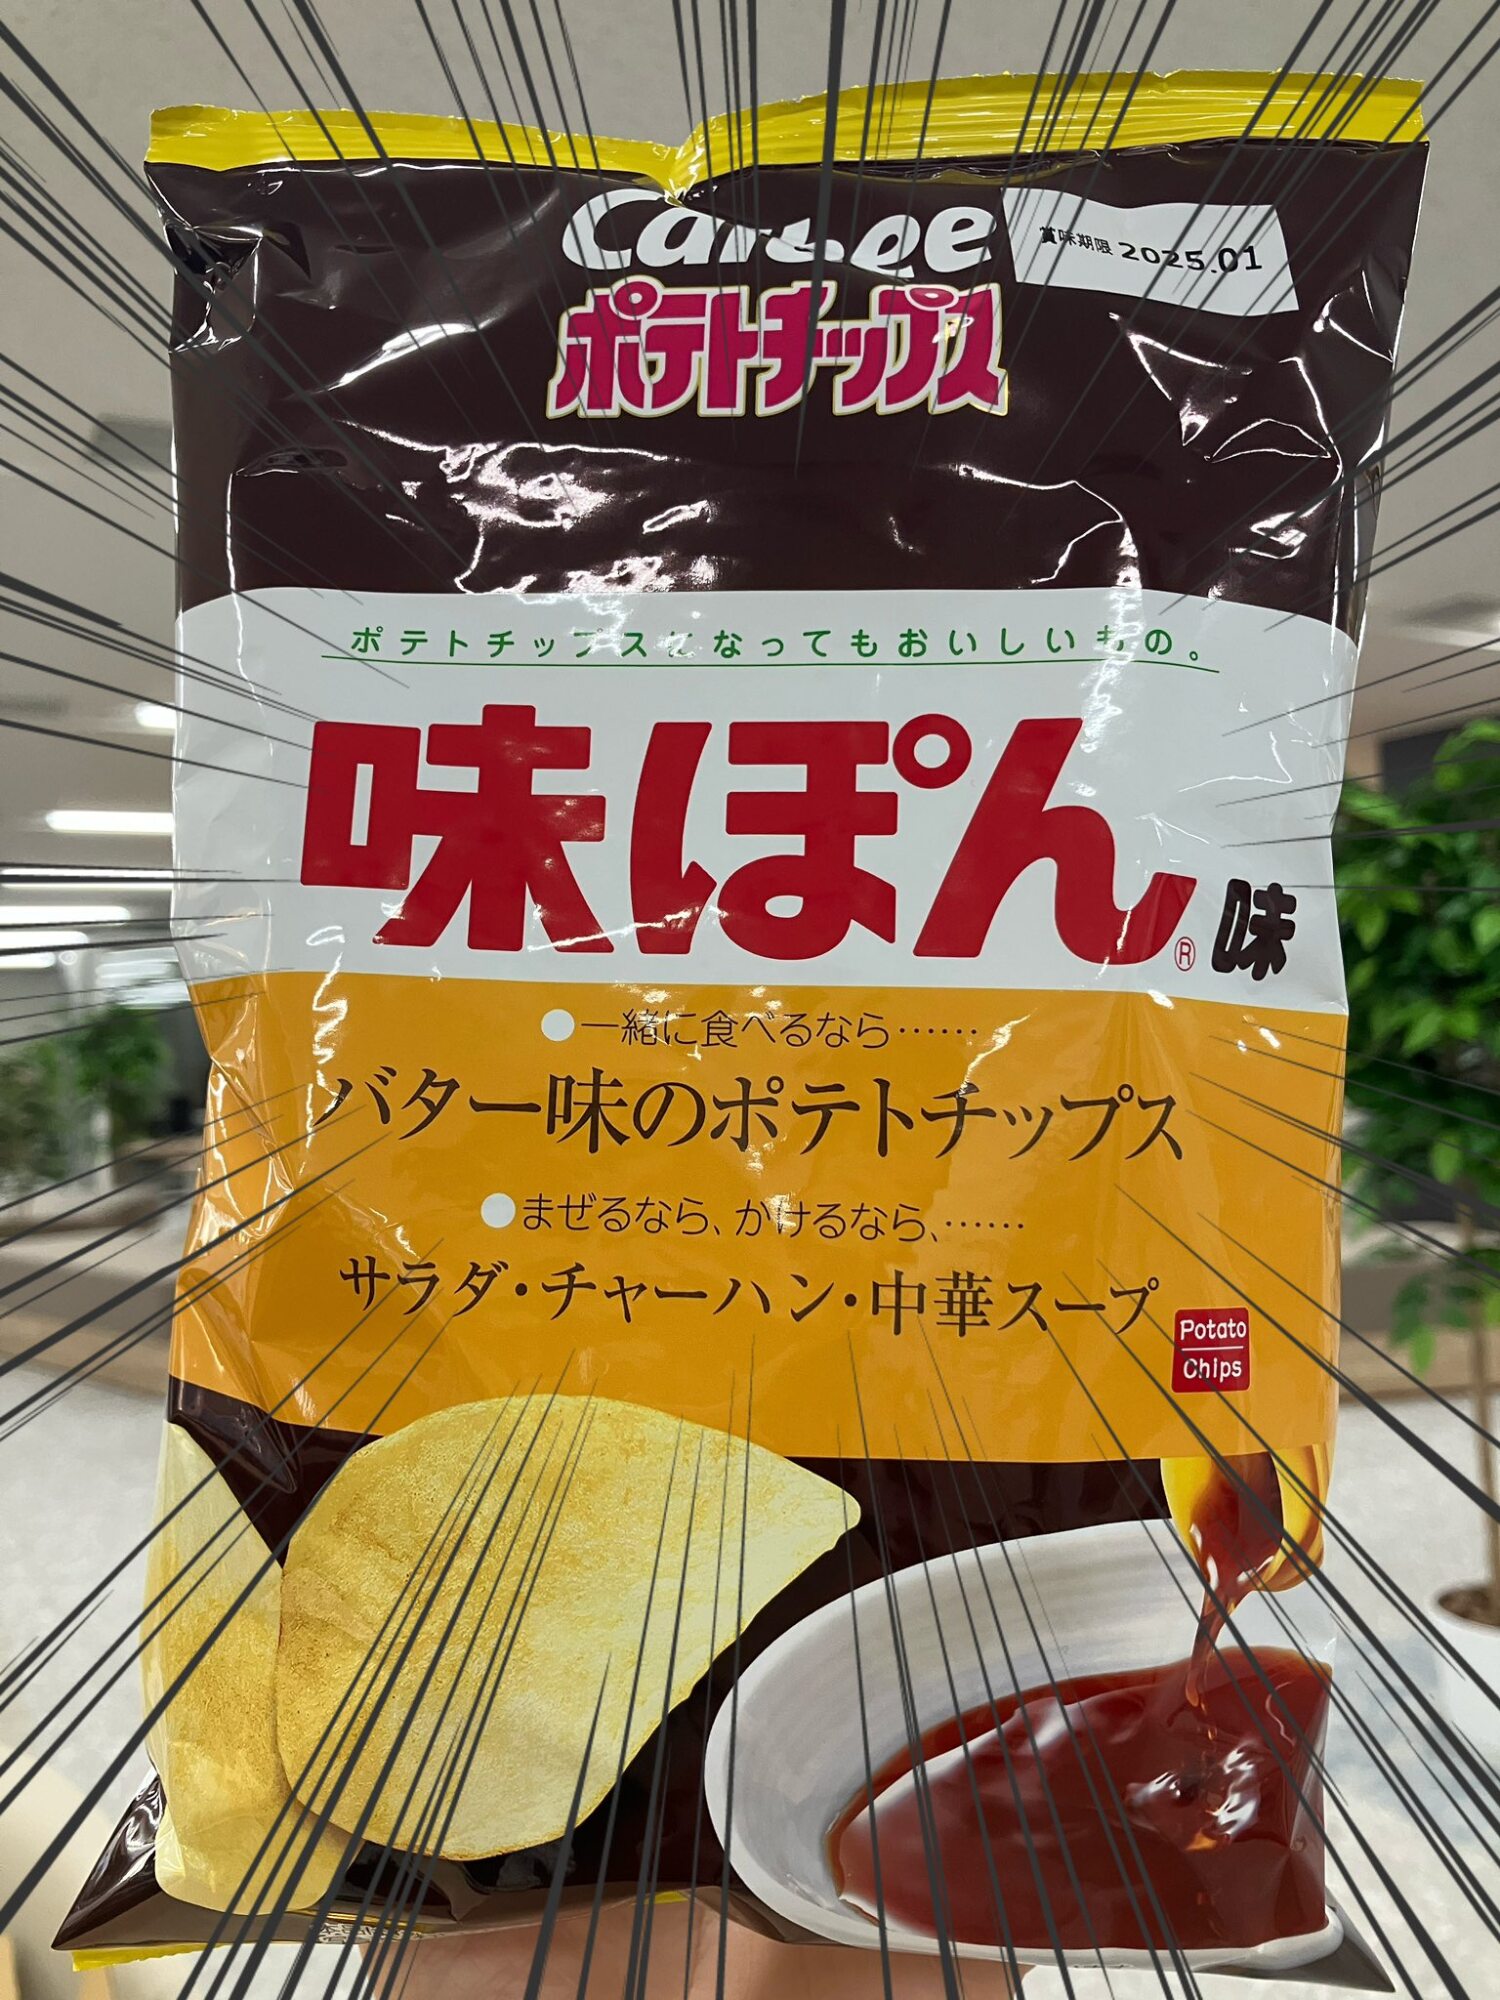 Calbee
賞味期限 2025.01
ポテトチップス
ポテトチップスになってもおいしいもの。
味ぽん® 味
●一緒に食べるなら……
バター味のポテトチップス
●まぜるなら、かけるなら、……
サラダ・チャーハン・中華スープ
Potato
Chips